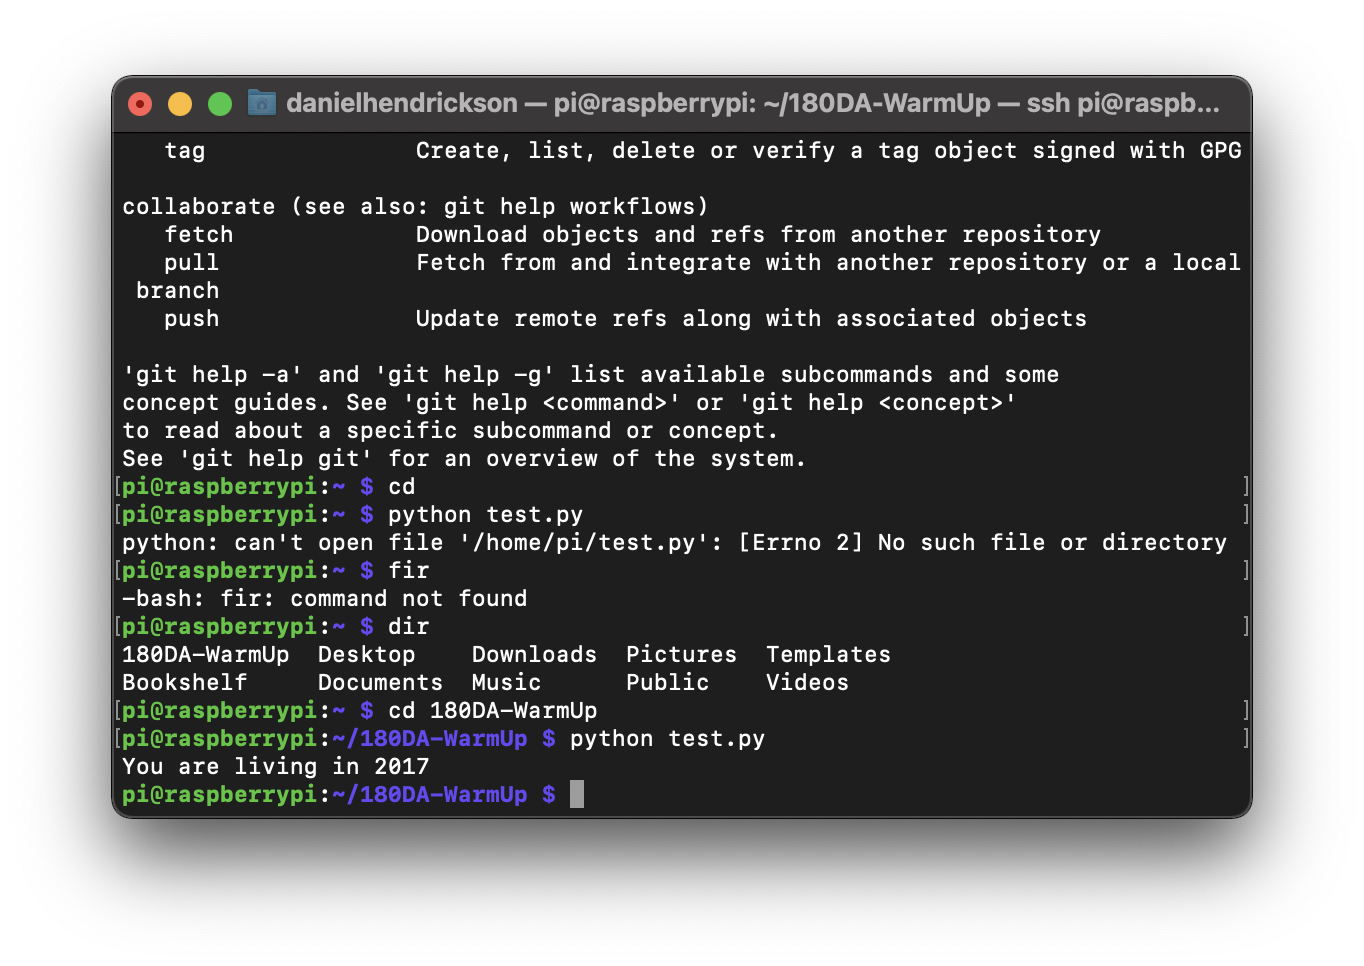 danielhendrickson — pi@raspberrypi: ~/180DA-WarmUp — ssh pi@raspb...
tag Create, list, delete or verify a tag object signed with GPG
collaborate (see also: git help workflows)
fetch Download objects and refs from another repository
pull Fetch from and integrate with another repository or a local
branch
push Update remote refs along with associated objects
'git help -a' and 'git help -g' list available subcommands and some
concept guides. See 'git help <command>' or 'git help <concept>'
to read about a specific subcommand or concept.
See 'git help git' for an overview of the system.
[pi@raspberrypi:~ $ cd ]
[pi@raspberrypi:~ $ python test.py ]
python: can't open file '/home/pi/test.py': [Errno 2] No such file or directory
[pi@raspberrypi:~ $ fir ]
-bash: fir: command not found
[pi@raspberrypi:~ $ dir ]
180DA-WarmUp Desktop Downloads Pictures Templates
Bookshelf Documents Music Public Videos
[pi@raspberrypi:~ $ cd 180DA-WarmUp ]
[pi@raspberrypi:~/180DA-WarmUp $ python test.py ]
You are living in 2017
pi@raspberrypi:~/180DA-WarmUp $